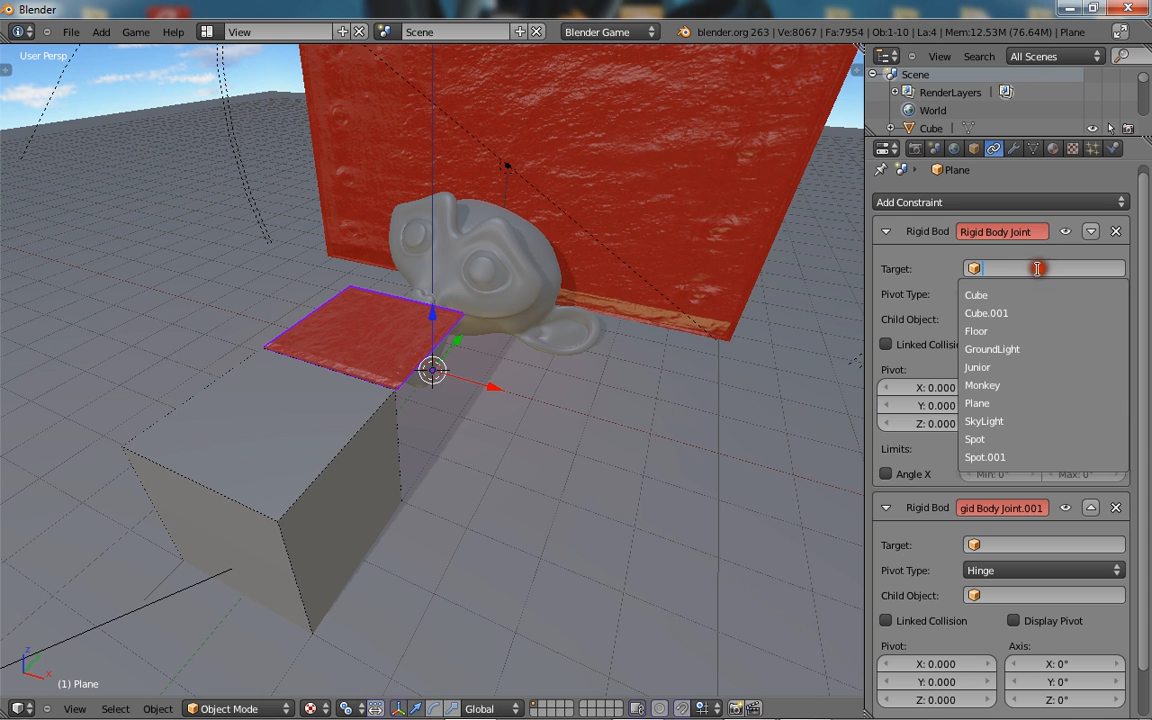 Blender
File Add Game Help View Scene Blender Game blender.org 263 | Ve:8067 | Fa:7954 | Ob:1-10 | La:4 | Mem:12.53M (76.64M) | Plane
User Persp
View Search All Scenes
Scene
RenderLayers |
World
Cube |
Plane
Add Constraint
Rigid Bod Rigid Body Joint
Target:
Pivot Type:
Child Object:
Linked Collisio
Pivot:
X: 0.000
Y: 0.000
Z: 0.000
Limits:
Angle X Min: 0° Max: 0°
Cube
Cube.001
Floor
GroundLight
Junior
Monkey
Plane
SkyLight
Spot
Spot.001
Rigid Bod gid Body Joint.001
Target:
Pivot Type: Hinge
Child Object:
Linked Collision Display Pivot
Pivot: Axis:
X: 0.000 X: 0°
Y: 0.000 Y: 0°
Z: 0.000 Z: 0°
z
x
(1) Plane
View Select Object Object Mode Global